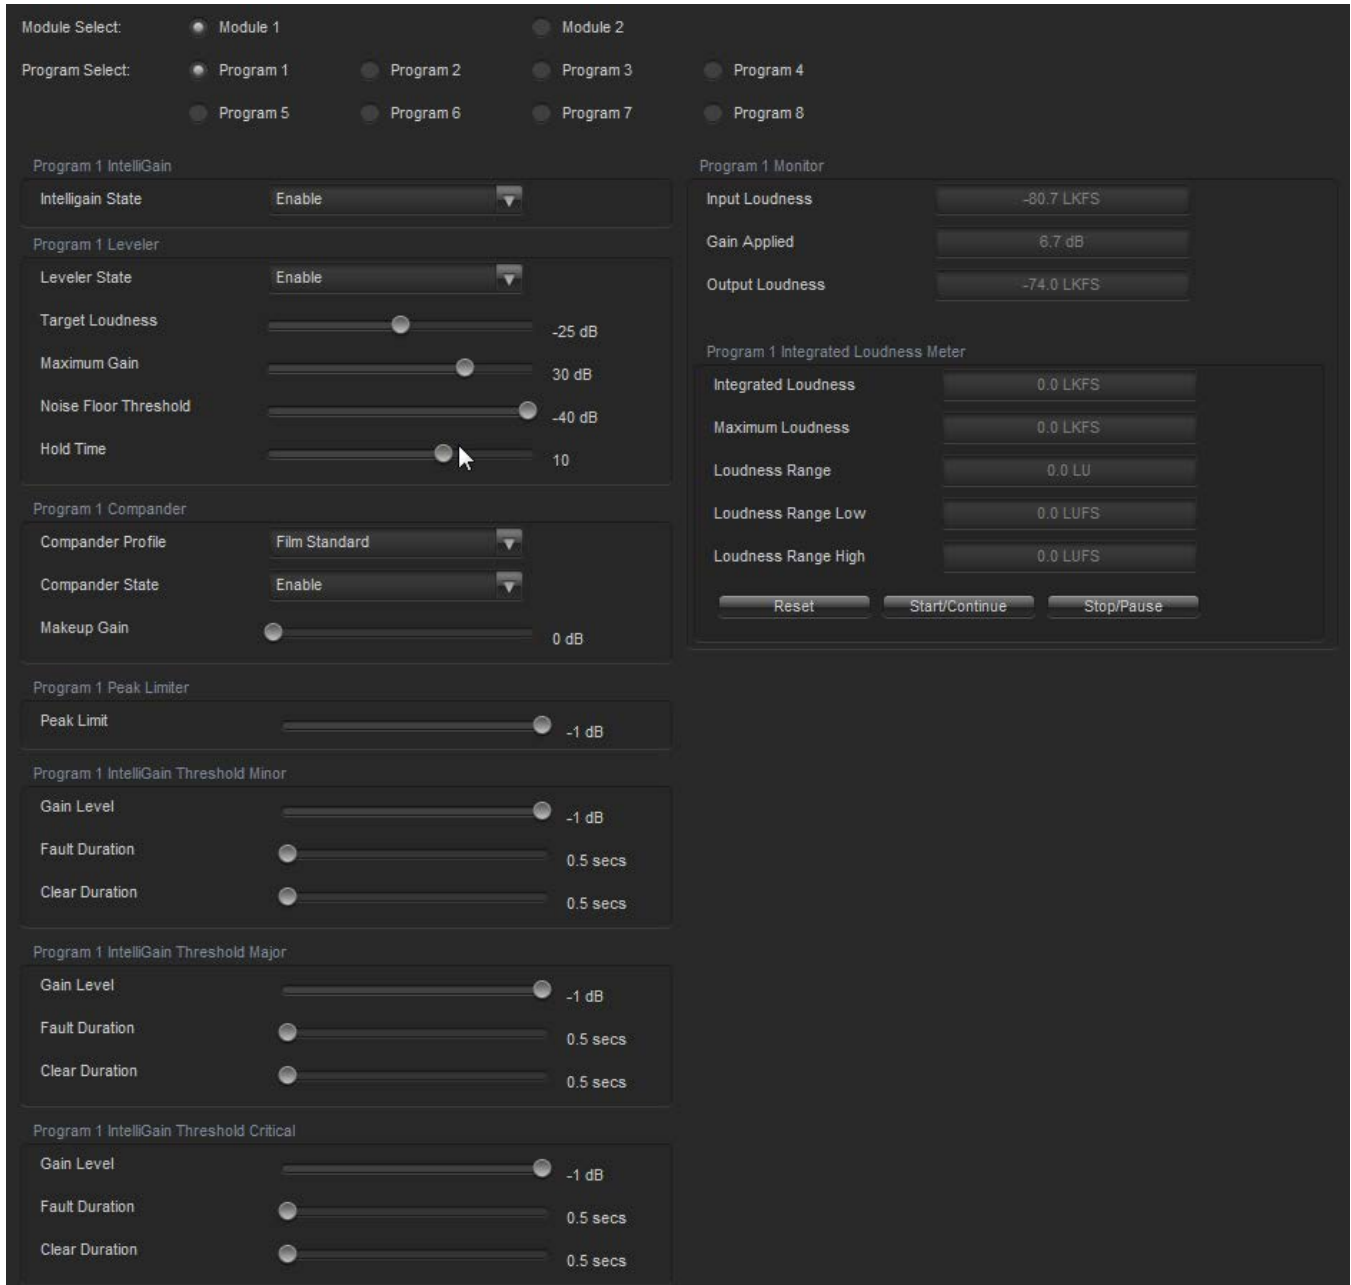 Module Select: Module 1 Module 2
Program Select: Program 1 Program 2 Program 3 Program 4
Program 5 Program 6 Program 7 Program 8
Program 1 IntelliGain
Intelligain State Enable
Program 1 Leveler
Leveler State Enable
Target Loudness -25 dB
Maximum Gain 30 dB
Noise Floor Threshold -40 dB
Hold Time 10
Program 1 Compander
Compander Profile Film Standard
Compander State Enable
Makeup Gain 0 dB
Program 1 Peak Limiter
Peak Limit -1 dB
Program 1 IntelliGain Threshold Minor
Gain Level -1 dB
Fault Duration 0.5 secs
Clear Duration 0.5 secs
Program 1 IntelliGain Threshold Major
Gain Level -1 dB
Fault Duration 0.5 secs
Clear Duration 0.5 secs
Program 1 IntelliGain Threshold Critical
Gain Level -1 dB
Fault Duration 0.5 secs
Clear Duration 0.5 secs
Program 1 Monitor
Input Loudness -80.7 LKFS
Gain Applied 6.7 dB
Output Loudness -74.0 LKFS
Program 1 Integrated Loudness Meter
Integrated Loudness 0.0 LKFS
Maximum Loudness 0.0 LKFS
Loudness Range 0.0 LU
Loudness Range Low 0.0 LUFS
Loudness Range High 0.0 LUFS
Reset Start/Continue Stop/Pause